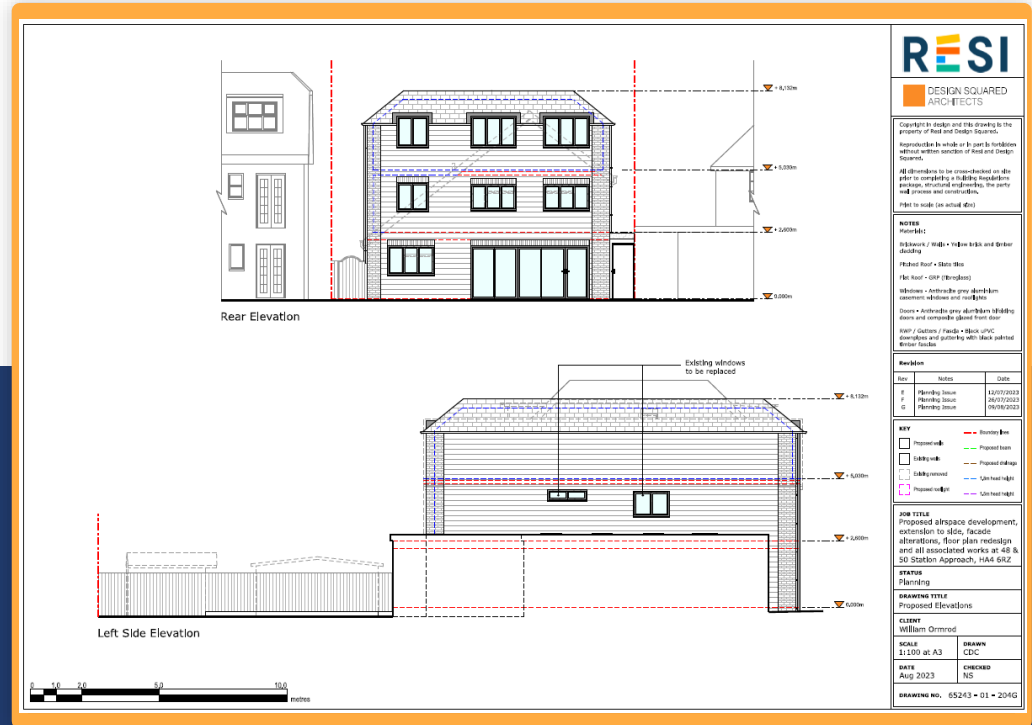 + 8,132m
+ 5,030m
+ 2,600m
0,000m
Rear Elevation
Existing windows
to be replaced
+ 8,132m
+ 5,030m
+ 2,600m
0,000m
Left Side Elevation
0 1,0 2,0 5,0 10,0
metres
RESI
DESIGN SQUARED
ARCHITECTS
Copyright in design and this drawing is the
property of Resi and Design Squared.
Reproduction in whole or in part is forbidden
without written sanction of Resi and Design
Squared.
All dimensions to be cross-checked on site
prior to completing a Building Regulations
package, structural engineering, the party
wall process and construction.
Print to scale (as actual size)
NOTES
Materials:
Brickwork / Walls - Yellow brick and timber
cladding
Pitched Roof - Slate tiles
Flat Roof - GRP (fibreglass)
Windows - Anthracite grey aluminium
casement windows and rooflights
Doors - Anthracite grey aluminium bifolding
doors and composite glazed front door
RWP / Gutters / Fascia - Black uPVC
downpipes and guttering with black painted
timber fascias
Revision
Rev Notes Date
E Planning Issue 12/07/2023
F Planning Issue 26/07/2023
G Planning Issue 09/08/2023
KEY
Proposed walls
Existing walls
Existing removed
Proposed rooflight
Boundary lines
Proposed beam
Proposed drainage
head height
head height
JOB TITLE
Proposed airspace development,
extension to side, facade
alterations, floor plan redesign
and all associated works at 48 &
50 Station Approach, HA4 6RZ
STATUS
Planning
DRAWING TITLE
Proposed Elevations
CLIENT
William Ormrod
SCALE DRAWN
1:100 at A3 CDC
DATE CHECKED
Aug 2023 NS
DRAWING NO. 65243 - 01 - 204G